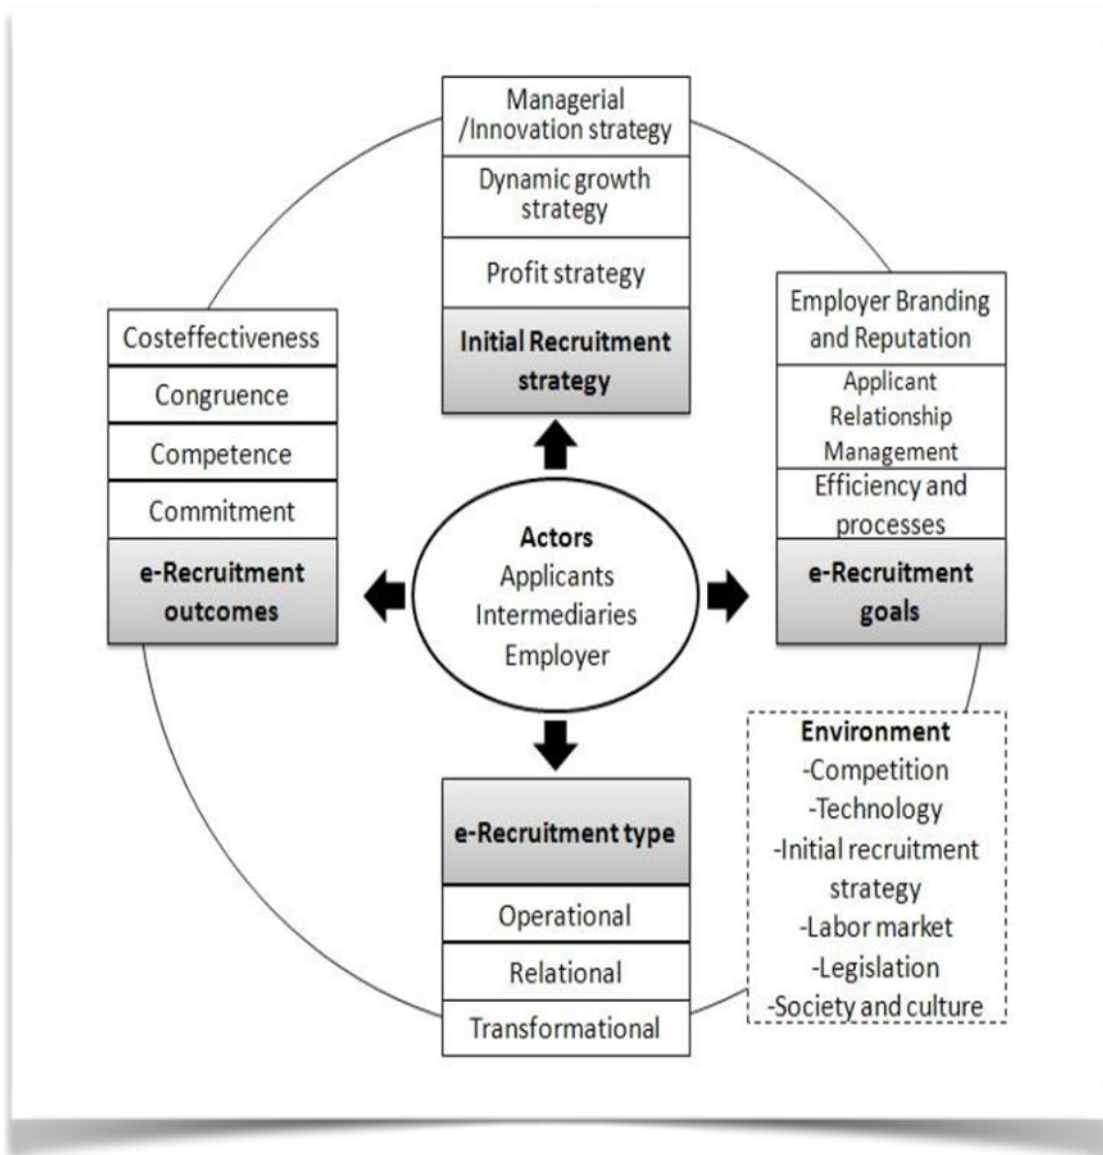 Managerial
/Innovation strategy
Dynamic growth
strategy
Profit strategy
Initial Recruitment
strategy
Costeffectiveness
Congruence
Competence
Commitment
e-Recruitment
outcomes
Actors
Applicants
Intermediaries
Employer
Employer Branding
and Reputation
Applicant
Relationship
Management
Efficiency and
processes
e-Recruitment
goals
Environment
-Competition
-Technology
-Initial recruitment
strategy
-Labor market
-Legislation
-Society and culture
e-Recruitment type
Operational
Relational
Transformational